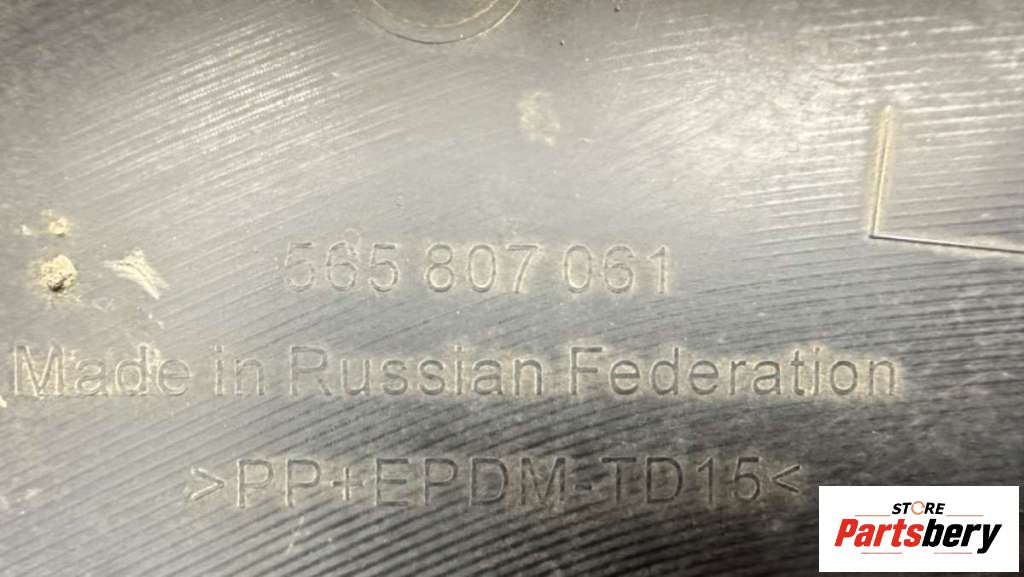 565 807 061
Made in Russian Federation
>PP+EPDM-TD15<
STORE
Partsbery